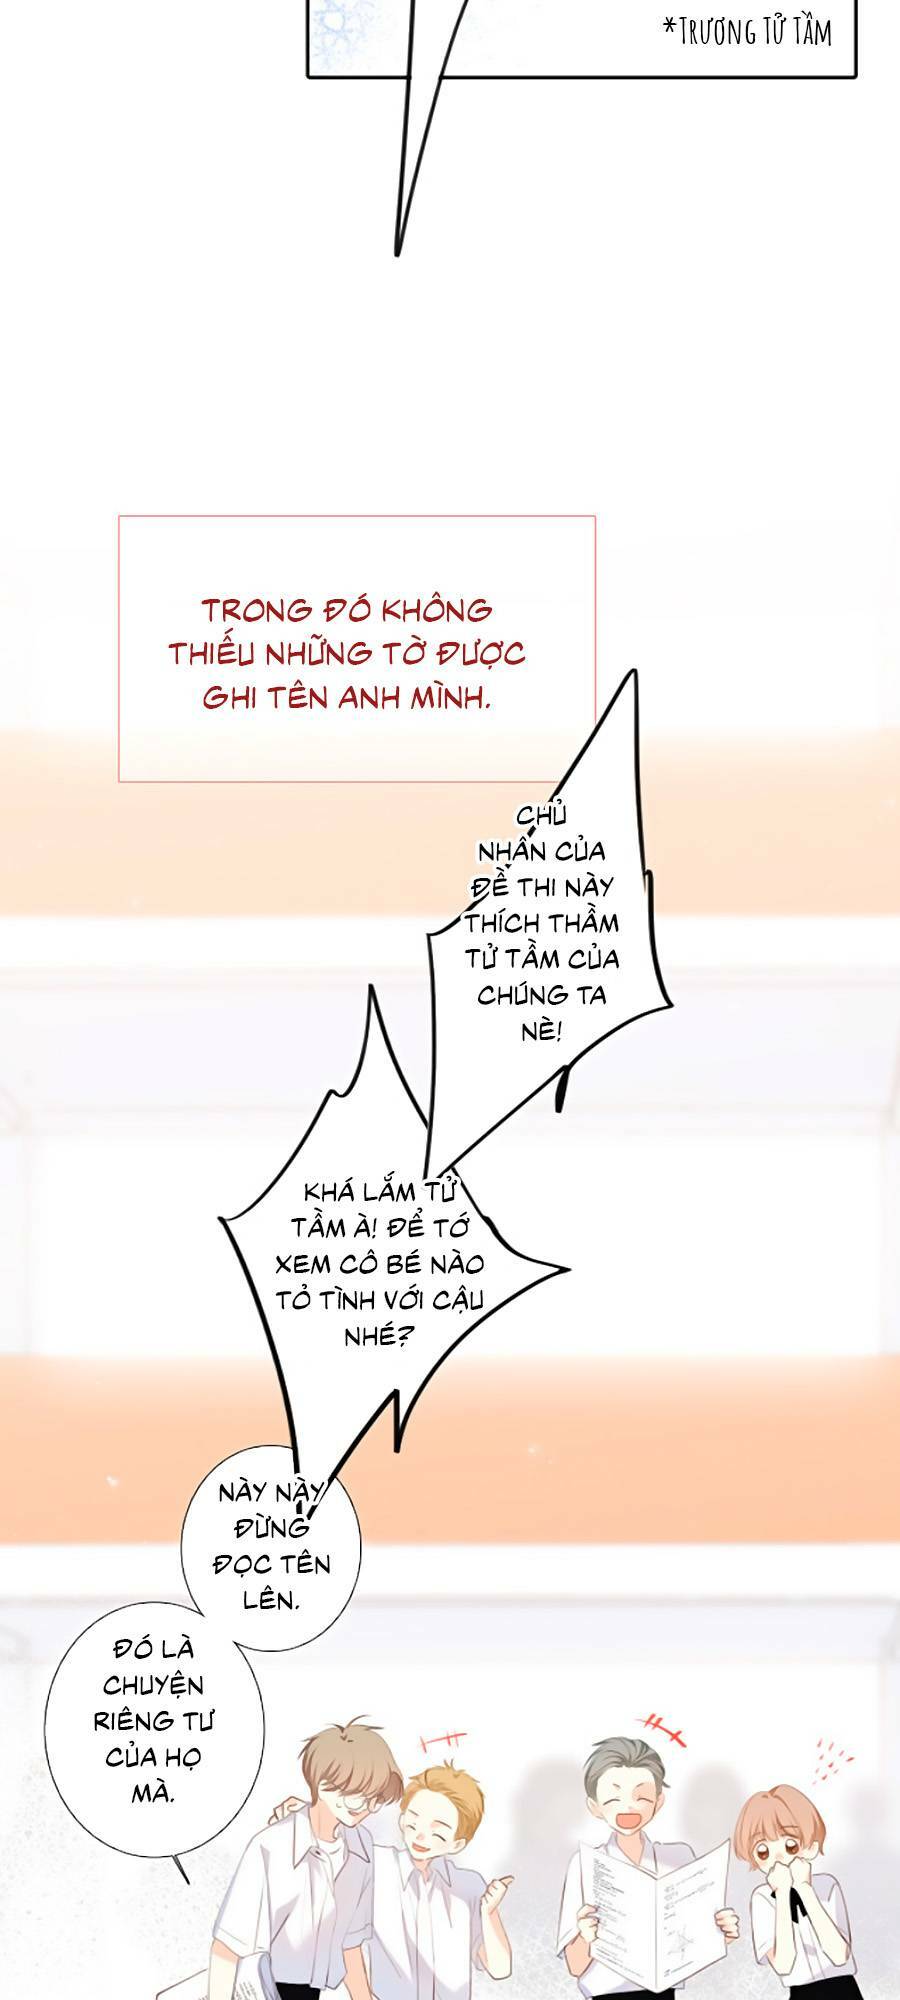 *Trương Tử Tầm
TRONG ĐÓ KHÔNG
THIẾU NHỮNG TỜ ĐƯỢC
GHI TÊN ANH MÌNH.
CHỦ
NHÂN CỦA
ĐỀ THI NÀY
THÍCH THẦM
TỬ TẦM CỦA
CHÚNG TA
NÈ!
KHÁ LẮM TỬ
TẦM À! ĐỂ TỚ
XEM CÔ BÉ NÀO
TỎ TÌNH VỚI CẬU
NHÉ?
NÀY NÀY
ĐỪNG
ĐỌC TÊN
LÊN.
ĐÓ LÀ
CHUYỆN
RIÊNG TƯ
CỦA HỌ
MÀ.